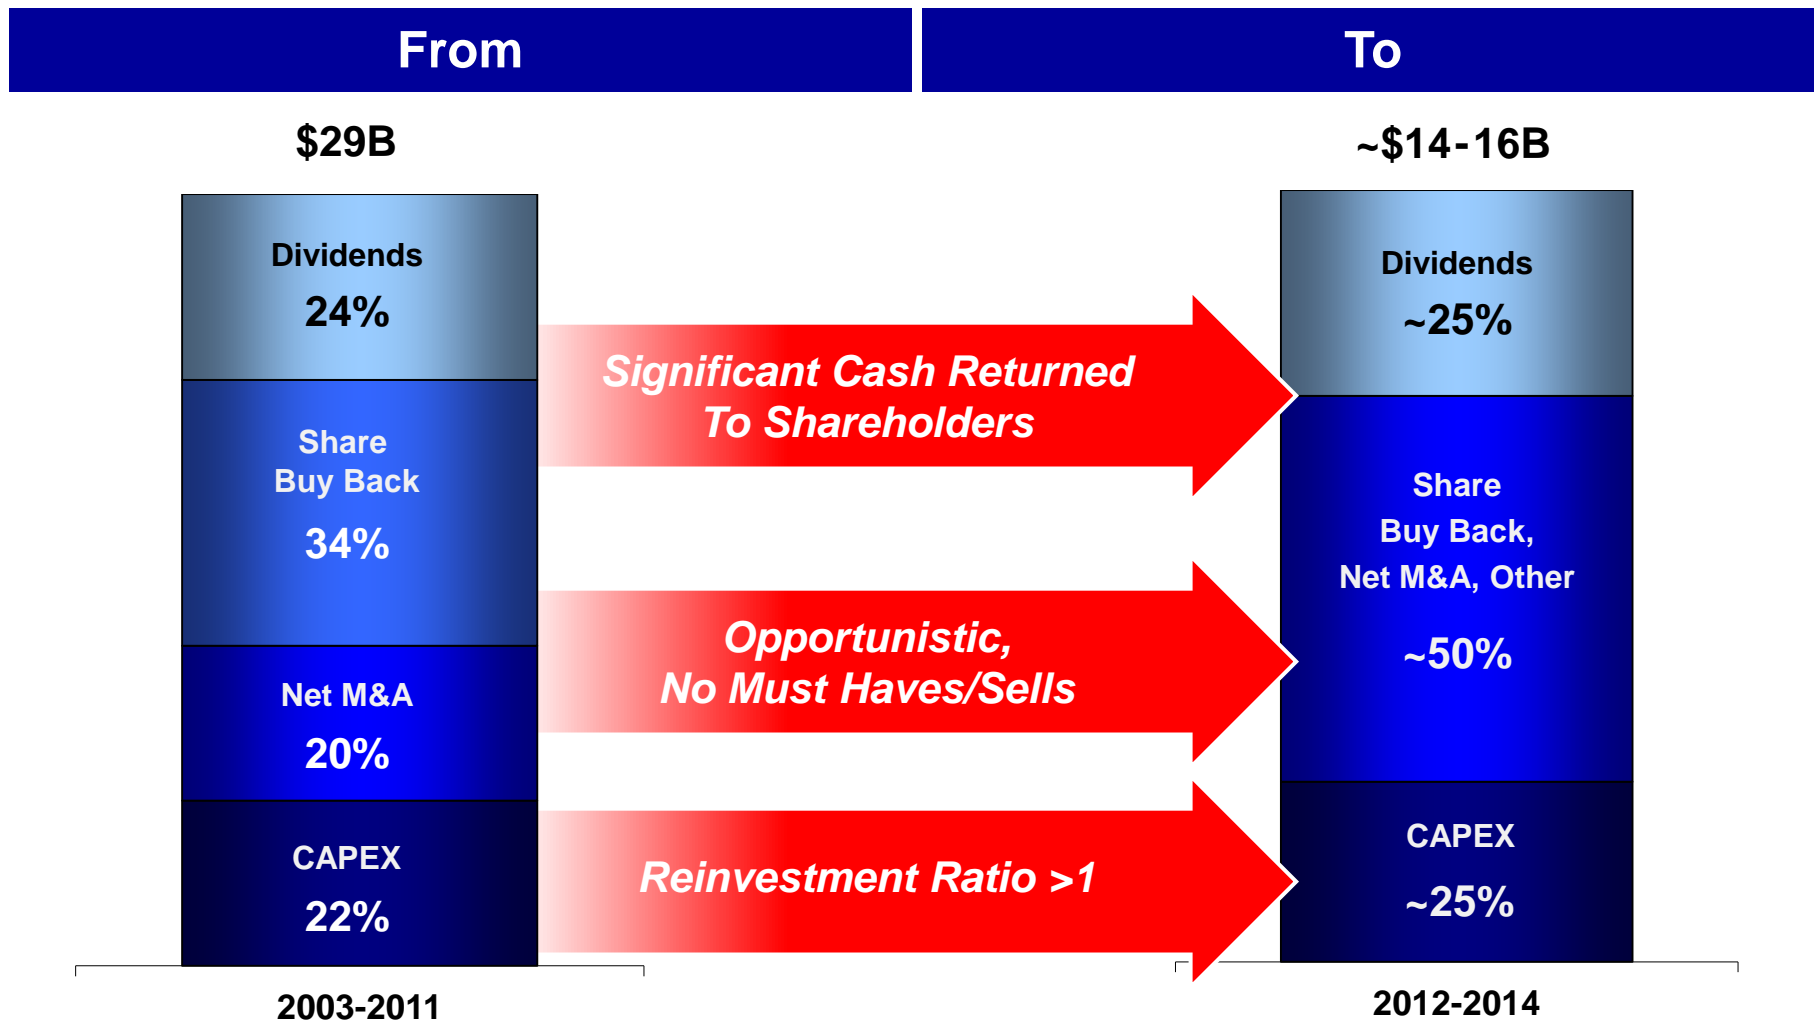 From
To
$29B
~$14-16B
Dividends
24%
Share
Buy Back
34%
Net M&A
20%
CAPEX
22%
2003-2011
Significant Cash Returned
To Shareholders
Opportunistic,
No Must Haves/Sells
Reinvestment Ratio >1
Dividends
~25%
Share
Buy Back,
Net M&A, Other
~50%
CAPEX
~25%
2012-2014